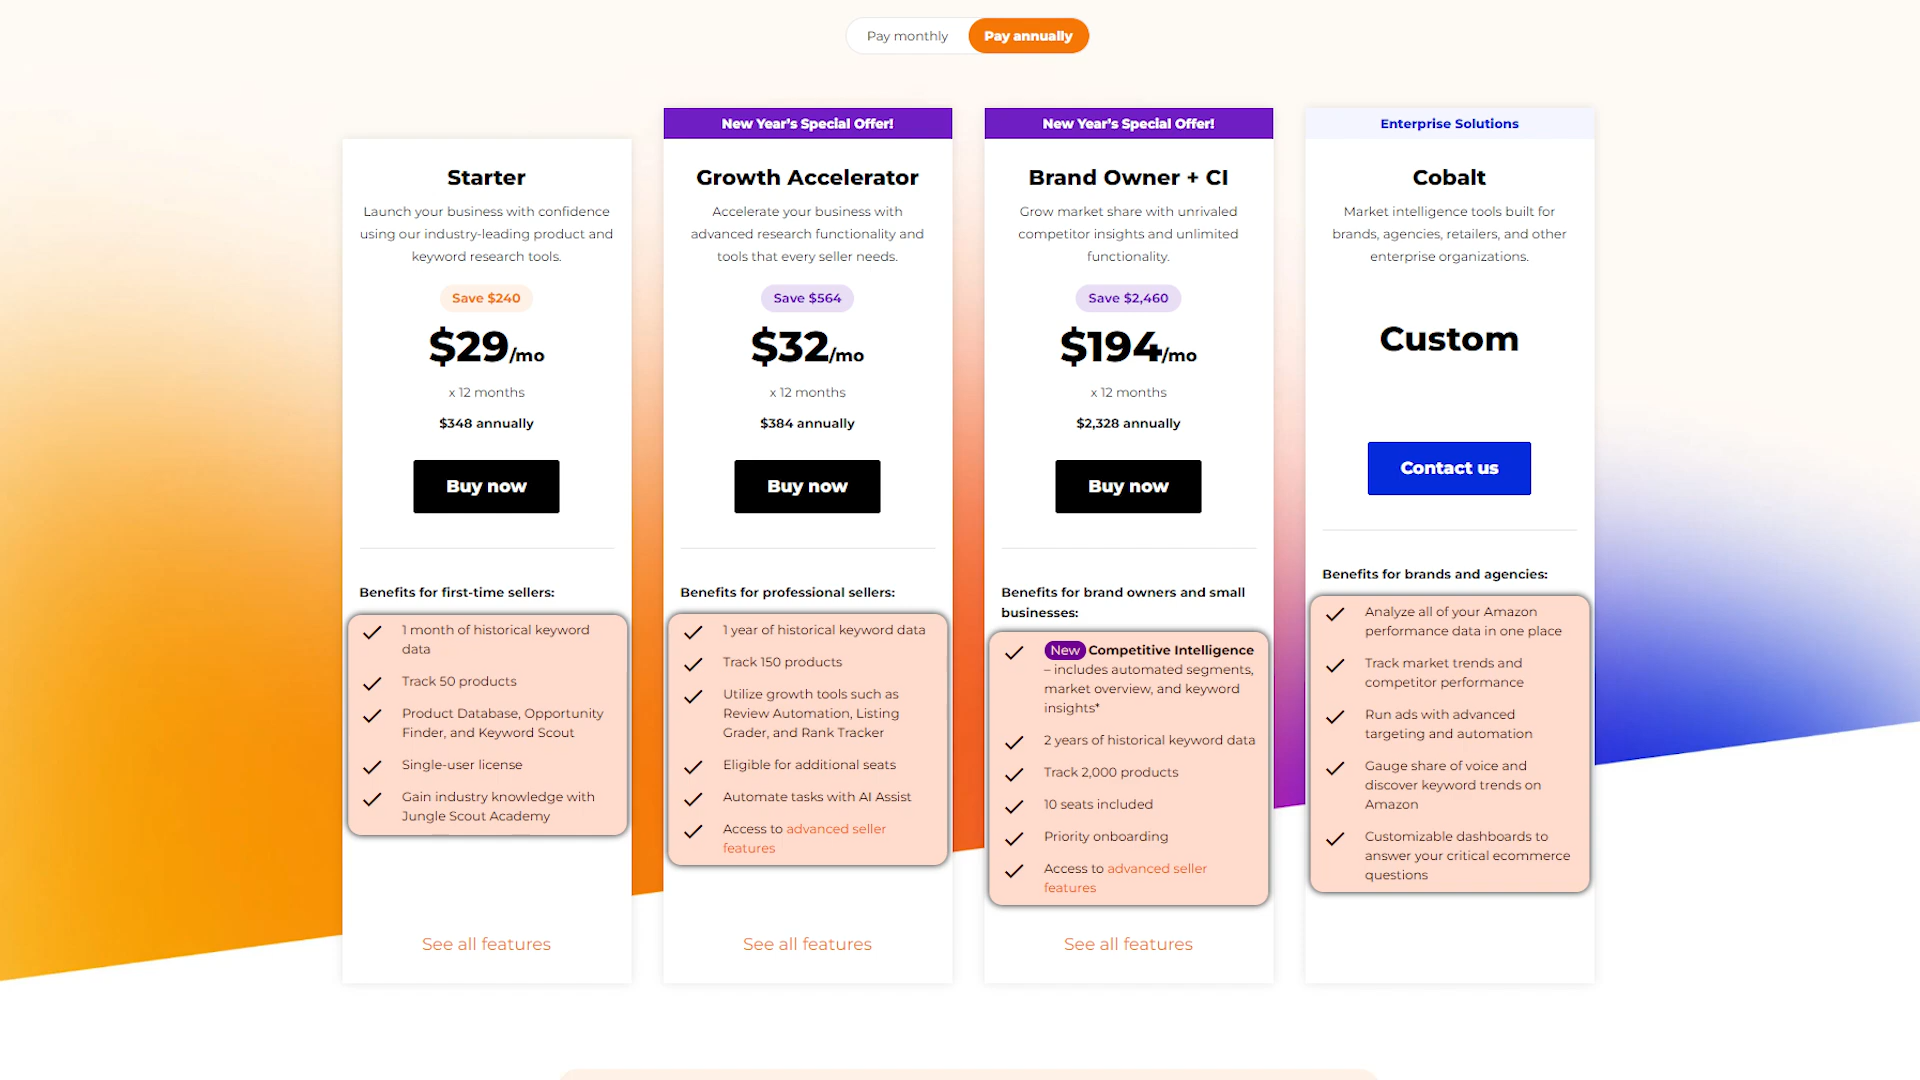 Pay monthly
Pay annually
Starter
Launch your business with confidence
using our industry-leading product and
keyword research tools.
Save $240
$29/mo
x 12 months
$348 annually
Buy now
Benefits for first-time sellers:
1 month of historical keyword
data
Track 50 products
Product Database, Opportunity
Finder, and Keyword Scout
Single-user license
Gain industry knowledge with
Jungle Scout Academy
See all features
New Year's Special Offer!
Growth Accelerator
Accelerate your business with
advanced research functionality and
tools that every seller needs.
Save $564
$32/mo
x 12 months
$384 annually
Buy now
Benefits for professional sellers:
1 year of historical keyword data
Track 150 products
Utilize growth tools such as
Review Automation, Listing
Grader, and Rank Tracker
Eligible for additional seats
Automate tasks with AI Assist
Access to advanced seller
features
See all features
New Year's Special Offer!
Brand Owner + CI
Grow market share with unrivaled
competitor insights and unlimited
functionality.
Save $2,460
$194/mo
x 12 months
$2,328 annually
Buy now
Benefits for brand owners and small
businesses:
New Competitive Intelligence
– includes automated segments,
market overview, and keyword
insights*
2 years of historical keyword data
Track 2,000 products
10 seats included
Priority onboarding
Access to advanced seller
features
See all features
Enterprise Solutions
Cobalt
Market intelligence tools built for
brands, agencies, retailers, and other
enterprise organizations.
Custom
Contact us
Benefits for brands and agencies:
Analyze all of your Amazon
performance data in one place
Track market trends and
competitor performance
Run ads with advanced
targeting and automation
Gauge share of voice and
discover keyword trends on
Amazon
Customizable dashboards to
answer your critical ecommerce
questions